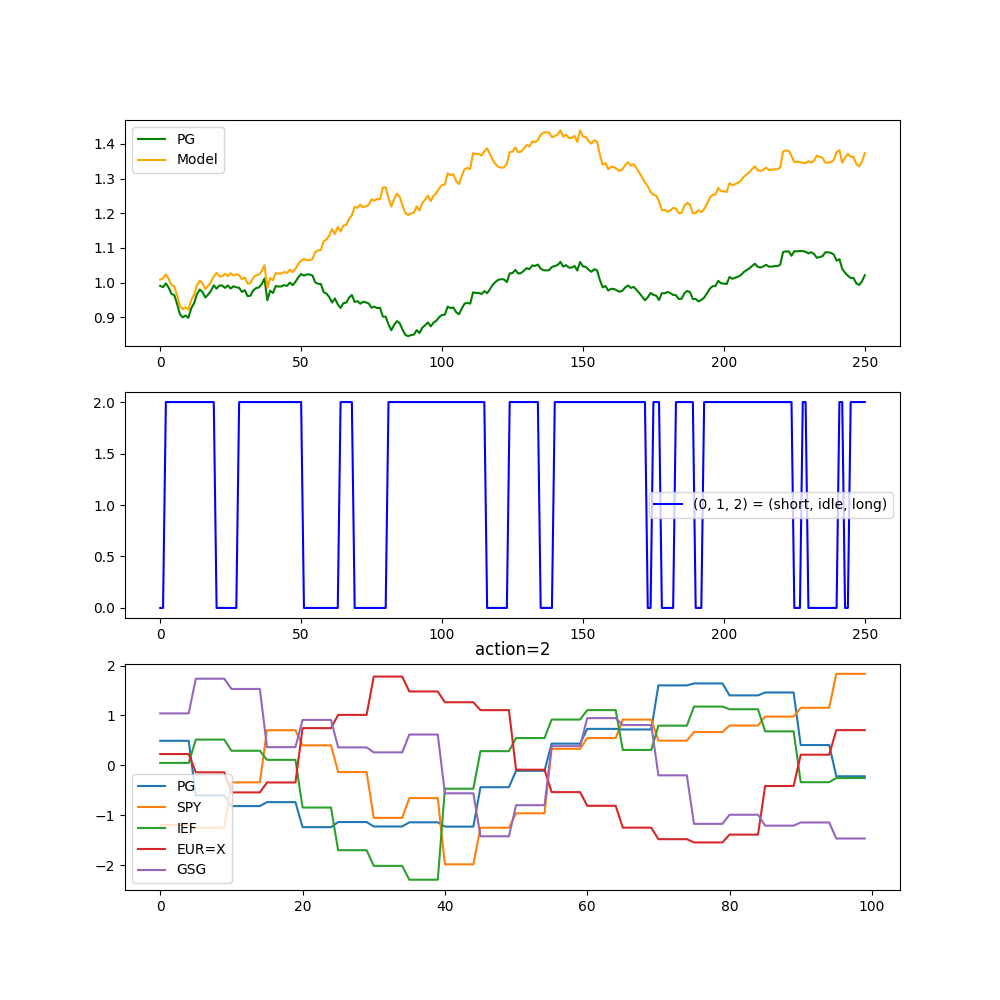 PG
Model
1.4
1.3
1.2
1.1
1.0
0.9
0 50 100 150 200 250
2.0
1.5
1.0
0.5
0.0
(0, 1, 2) = (short, idle, long)
0 50 100 150 200 250
action=2
2
1
0
−1
−2
PG
SPY
IEF
EUR=X
GSG
0 20 40 60 80 100